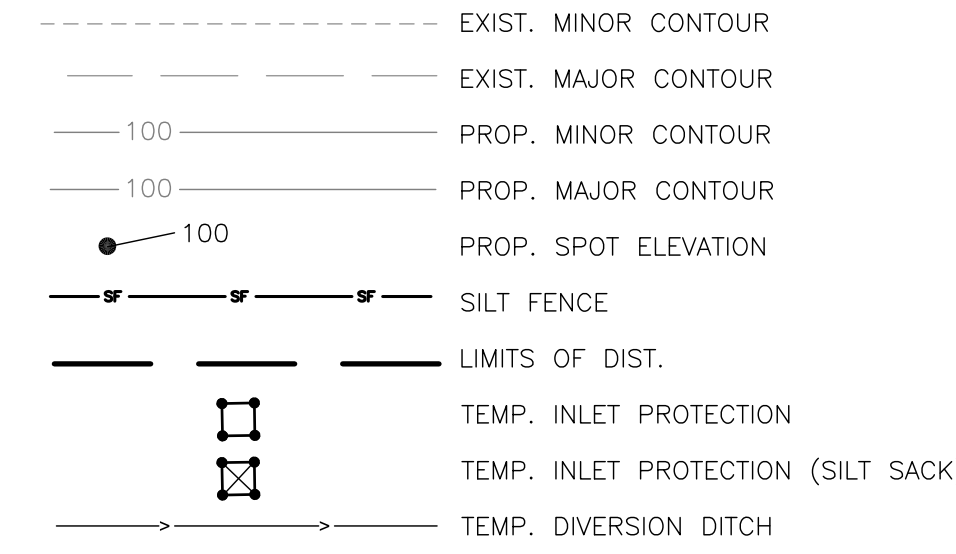 EXIST. MINOR CONTOUR
EXIST. MAJOR CONTOUR
100 PROP. MINOR CONTOUR
100 PROP. MAJOR CONTOUR
100 PROP. SPOT ELEVATION
SF SF SF SILT FENCE
LIMITS OF DIST.
TEMP. INLET PROTECTION
TEMP. INLET PROTECTION (SILT SACK
TEMP. DIVERSION DITCH